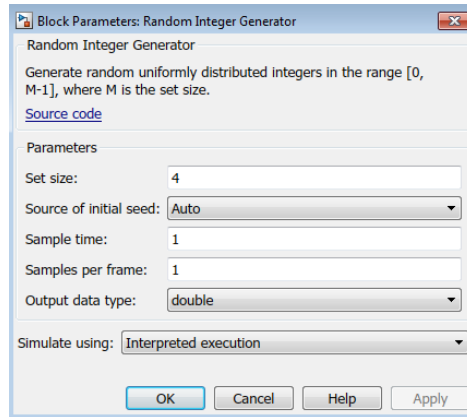 Block Parameters: Random Integer Generator
Random Integer Generator
Generate random uniformly distributed integers in the range [0,
M-1], where M is the set size.
Source code
Parameters
Set size: 4
Source of initial seed: Auto
Sample time: 1
Samples per frame: 1
Output data type: double
Simulate using: Interpreted execution
OK Cancel Help Apply